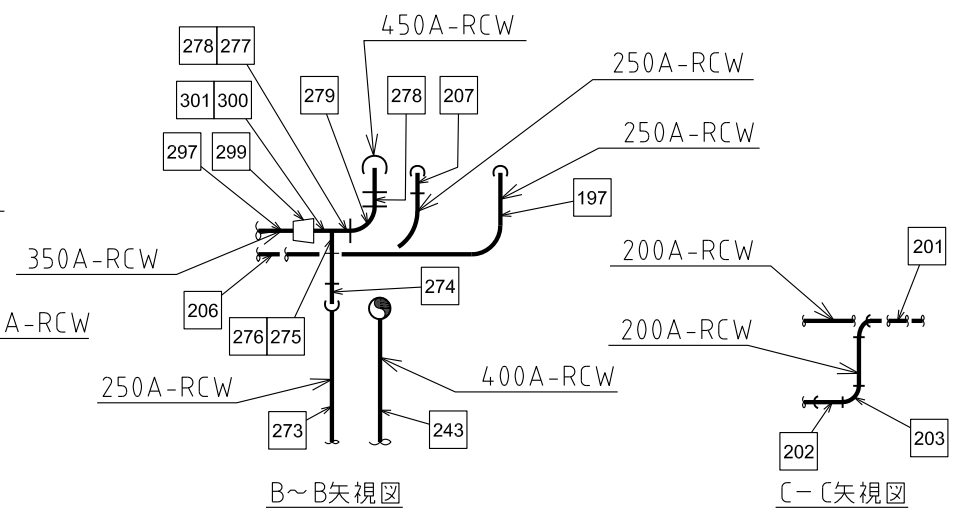 450A-RCW
278 277
250A-RCW
279
278
207
301 300
250A-RCW
297
299
197
350A-RCW
200A-RCW
201
274
206
A-RCW
276 275
200A-RCW
250A-RCW
400A-RCW
273
243
202
203
B～B矢視図
C－C矢視図